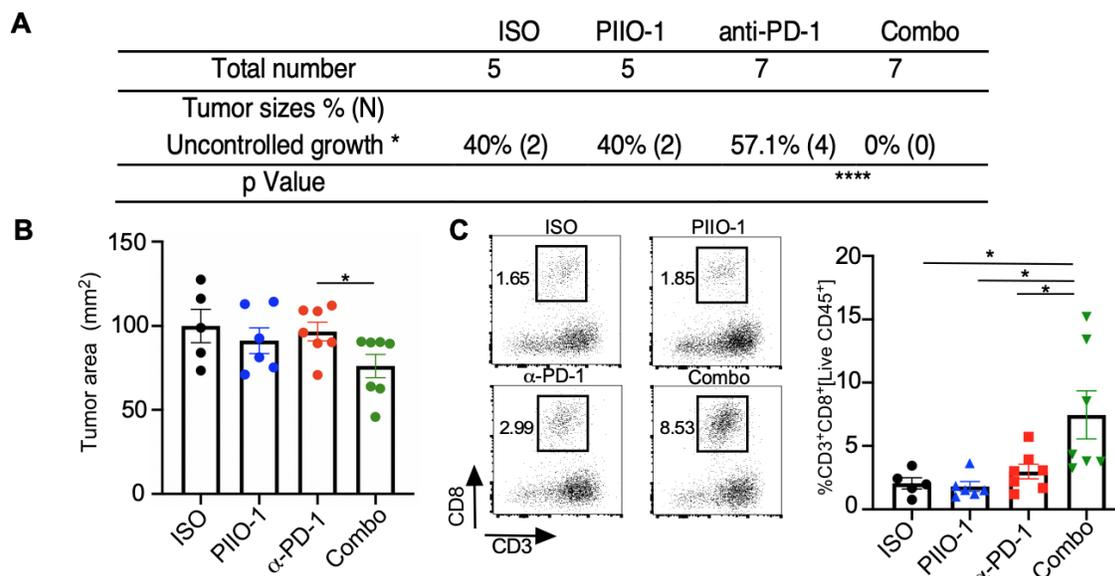 A
ISO PIIO-1 anti-PD-1 Combo
Total number 5 5 7 7
Tumor sizes % (N)
Uncontrolled growth * 40% (2) 40% (2) 57.1% (4) 0% (0)
p Value ****
B
150
100
50
0
Tumor area (mm2)
*
ISO
PIIO-1
α-PD-1
Combo
C
ISO PIIO-1
1.65 1.85
α-PD-1 Combo
2.99 8.53
CD8
CD3
20
15
10
5
0
%CD3+CD8+[Live CD45+]
*
*
*
ISO
PIIO-1
α-PD-1
Combo